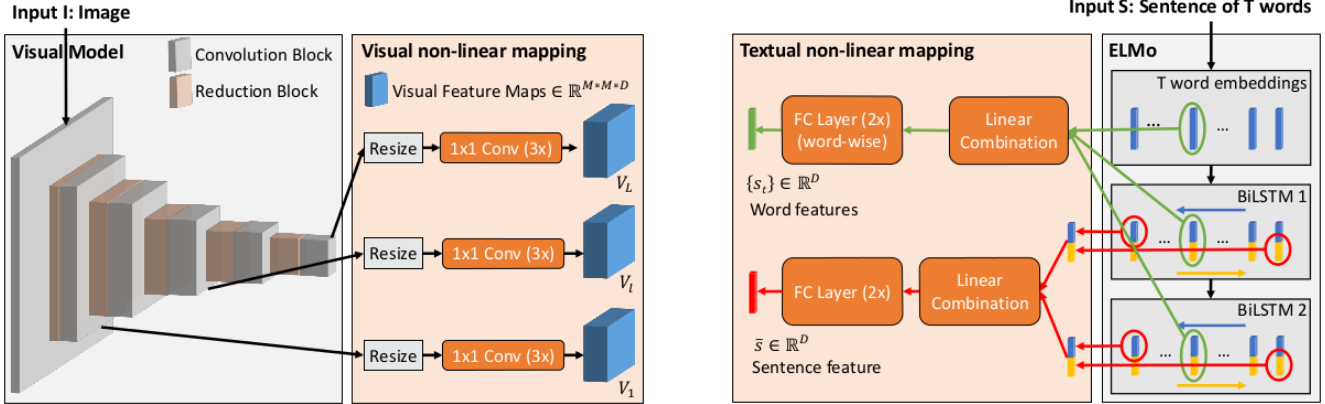 Input I: Image
Visual Model
Convolution Block
Reduction Block
Visual non-linear mapping
Visual Feature Maps ∈ ℝ^{M*M*D}
Resize
1x1 Conv (3x)
V_L
Resize
1x1 Conv (3x)
V_l
Resize
1x1 Conv (3x)
V_1
Input S: Sentence of T words
Textual non-linear mapping
ELMo
T word embeddings
...
...
FC Layer (2x)
(word-wise)
Linear
Combination
{s_t} ∈ ℝ^D
Word features
BiLSTM 1
...
...
FC Layer (2x)
Linear
Combination
s̄ ∈ ℝ^D
Sentence feature
BiLSTM 2
...
...